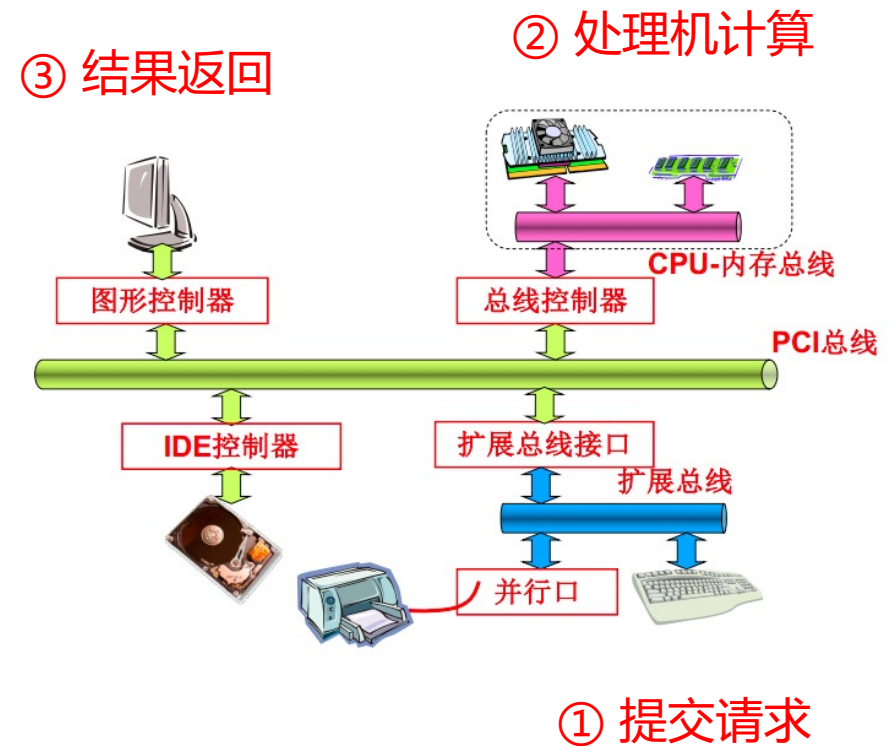 ② 处理机计算
③ 结果返回
CPU-内存总线
图形控制器
总线控制器
PCI总线
IDE控制器
扩展总线接口
扩展总线
并行口
① 提交请求